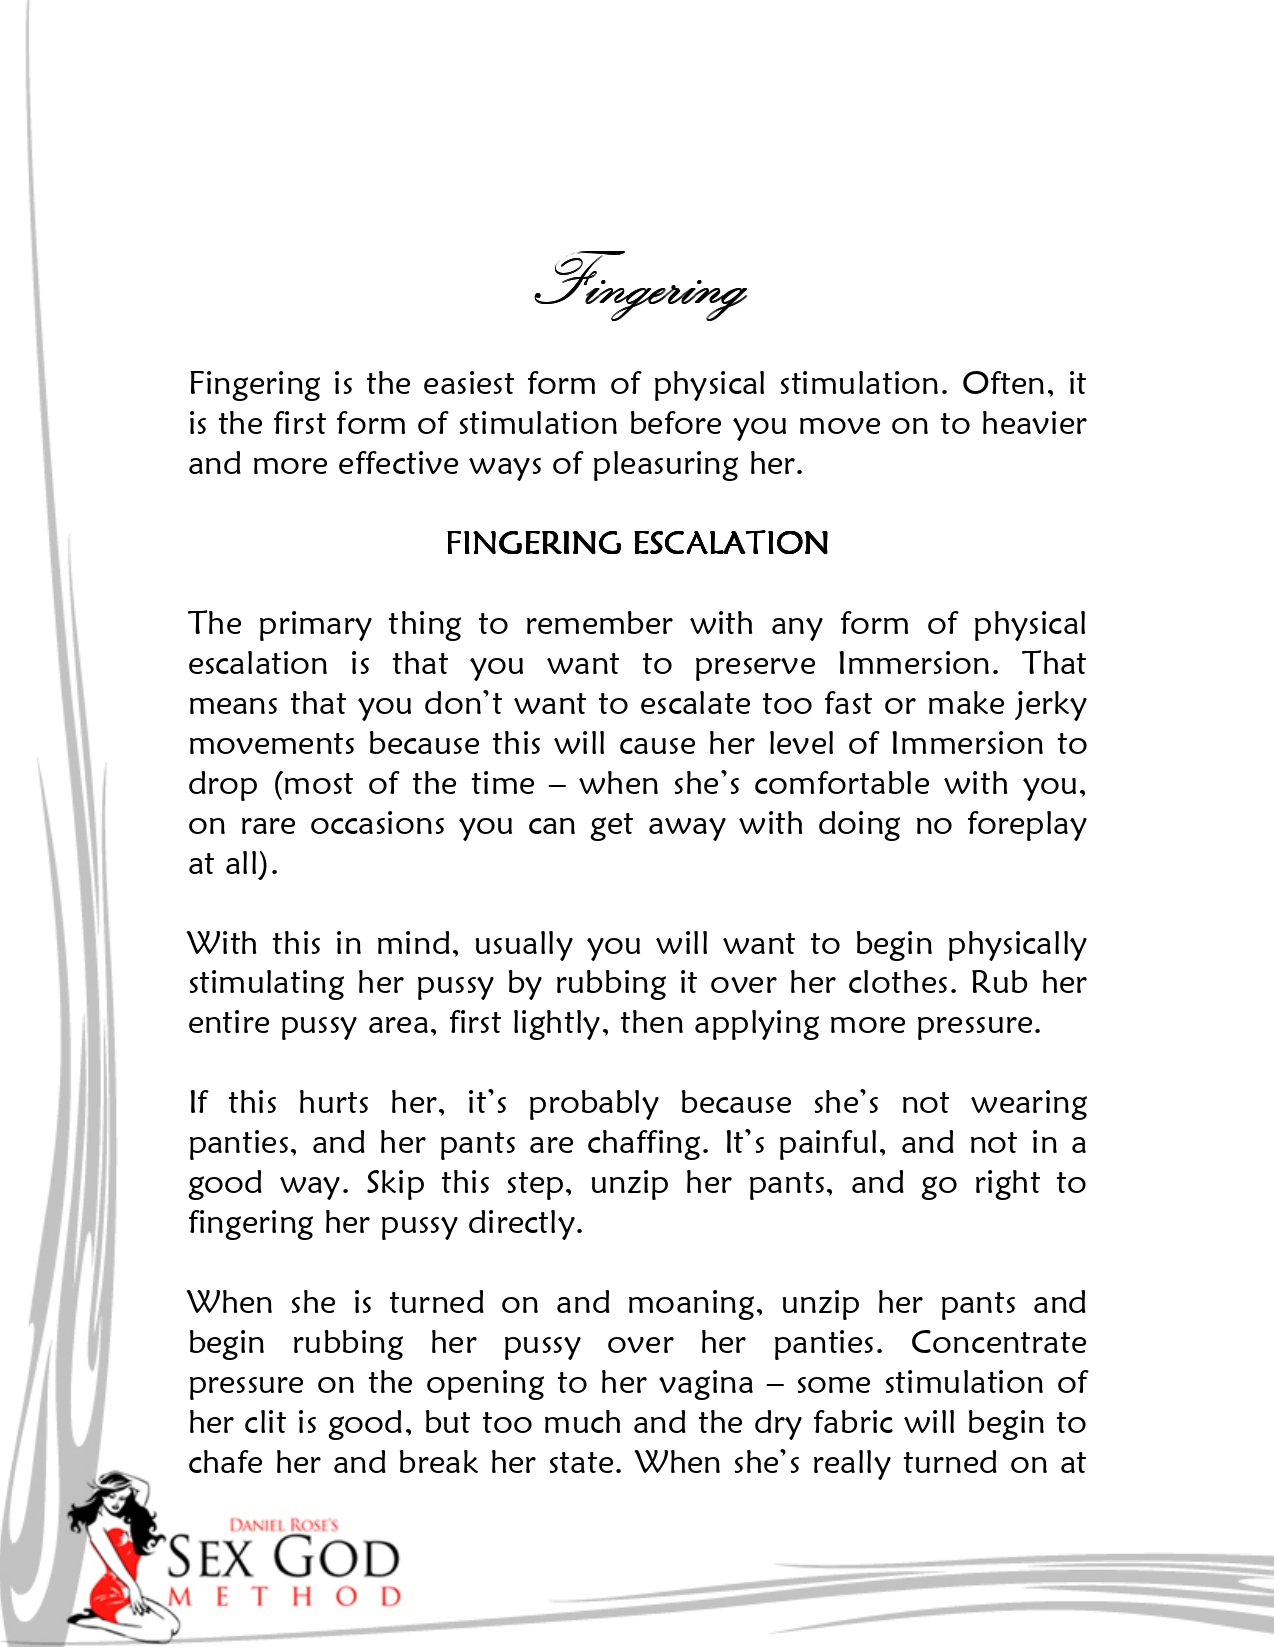 Fingering
Fingering is the easiest form of physical stimulation. Often, it
is the first form of stimulation before you move on to heavier
and more effective ways of pleasuring her.
FINGERING ESCALATION
The primary thing to remember with any form of physical
escalation is that you want to preserve Immersion. That
means that you don’t want to escalate too fast or make jerky
movements because this will cause her level of Immersion to
drop (most of the time – when she’s comfortable with you,
on rare occasions you can get away with doing no foreplay
at all).
With this in mind, usually you will want to begin physically
stimulating her pussy by rubbing it over her clothes. Rub her
entire pussy area, first lightly, then applying more pressure.
If this hurts her, it’s probably because she’s not wearing
panties, and her pants are chaffing. It’s painful, and not in a
good way. Skip this step, unzip her pants, and go right to
fingering her pussy directly.
When she is turned on and moaning, unzip her pants and
begin rubbing her pussy over her panties. Concentrate
pressure on the opening to her vagina – some stimulation of
her clit is good, but too much and the dry fabric will begin to
chafe her and break her state. When she’s really turned on at
DANIEL ROSE'S
SEX GOD
METHOD